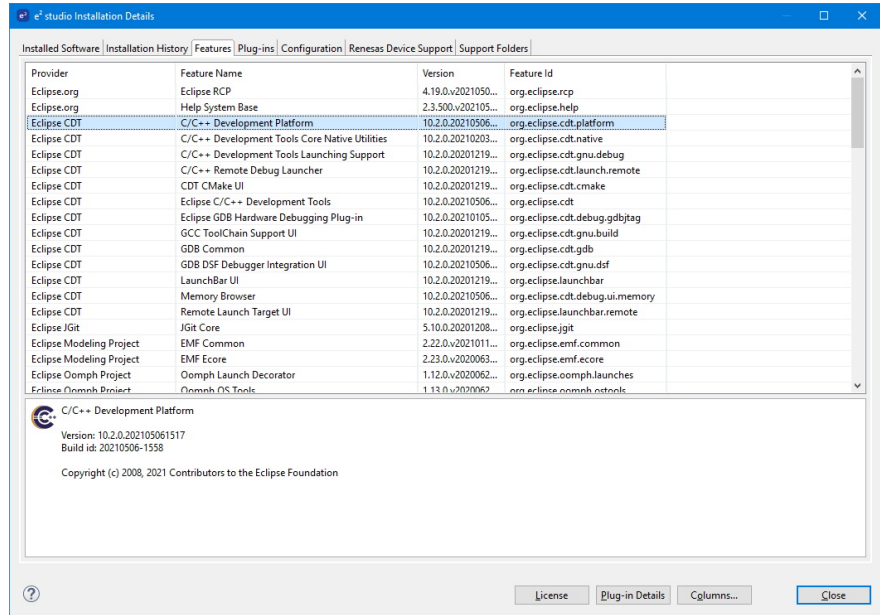 e² studio Installation Details
Installed Software Installation History Features Plug-ins Configuration Renesas Device Support Support Folders
Provider Feature Name Version Feature Id
Eclipse.org Eclipse RCP 4.19.0.v2021050... org.eclipse.rcp
Eclipse.org Help System Base 2.3.500.v202105... org.eclipse.help
Eclipse CDT C/C++ Development Platform 10.2.0.20210506... org.eclipse.cdt.platform
Eclipse CDT C/C++ Development Tools Core Native Utilities 10.2.0.20210203... org.eclipse.cdt.native
Eclipse CDT C/C++ Development Tools Launching Support 10.2.0.20201219... org.eclipse.cdt.gnu.debug
Eclipse CDT C/C++ Remote Debug Launcher 10.2.0.20201219... org.eclipse.cdt.launch.remote
Eclipse CDT CDT CMake UI 10.2.0.20201219... org.eclipse.cdt.cmake
Eclipse CDT Eclipse C/C++ Development Tools 10.2.0.20210506... org.eclipse.cdt
Eclipse CDT Eclipse GDB Hardware Debugging Plug-in 10.2.0.20210105... org.eclipse.cdt.debug.gdbjtag
Eclipse CDT GCC ToolChain Support UI 10.2.0.20201219... org.eclipse.cdt.gnu.build
Eclipse CDT GDB Common 10.2.0.20201219... org.eclipse.cdt.gdb
Eclipse CDT GDB DSF Debugger Integration UI 10.2.0.20210506... org.eclipse.cdt.gnu.dsf
Eclipse CDT LaunchBar UI 10.2.0.20201219... org.eclipse.launchbar
Eclipse CDT Memory Browser 10.2.0.20210506... org.eclipse.cdt.debug.ui.memory
Eclipse CDT Remote Launch Target UI 10.2.0.20201219... org.eclipse.launchbar.remote
Eclipse JGit JGit Core 5.10.0.20201208... org.eclipse.jgit
Eclipse Modeling Project EMF Common 2.22.0.v2021011... org.eclipse.emf.common
Eclipse Modeling Project EMF Ecore 2.23.0.v2020063... org.eclipse.emf.ecore
Eclipse Oomph Project Oomph Launch Decorator 1.12.0.v2020062... org.eclipse.oomph.launches
Eclipse Oomph Project Oomph OS Tools 1.13.0.v2020062... org.eclipse.oomph.ostools
C/C++ Development Platform
Version: 10.2.0.202105061517
Build id: 20210506-1558
Copyright (c) 2008, 2021 Contributors to the Eclipse Foundation
License Plug-in Details Columns... Close